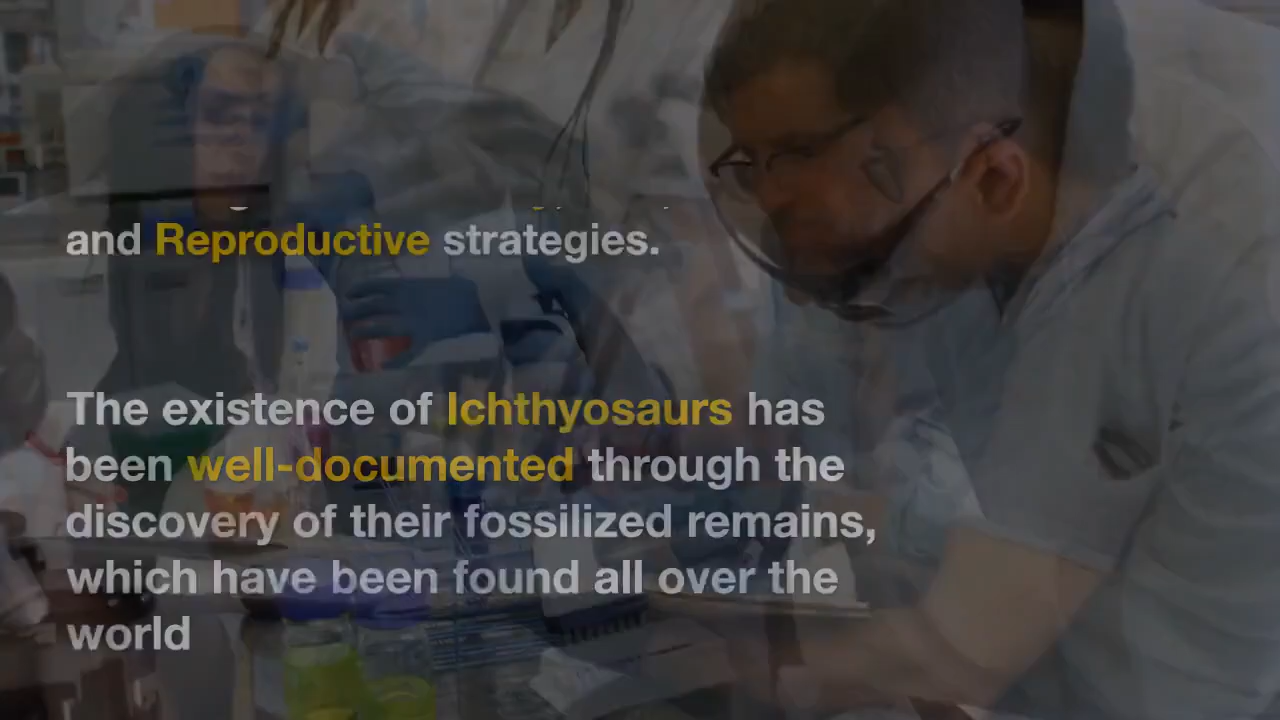 and Reproductive strategies.
The existence of Ichthyosaurs has
been well-documented through the
discovery of their fossilized remains,
which have been found all over the
world